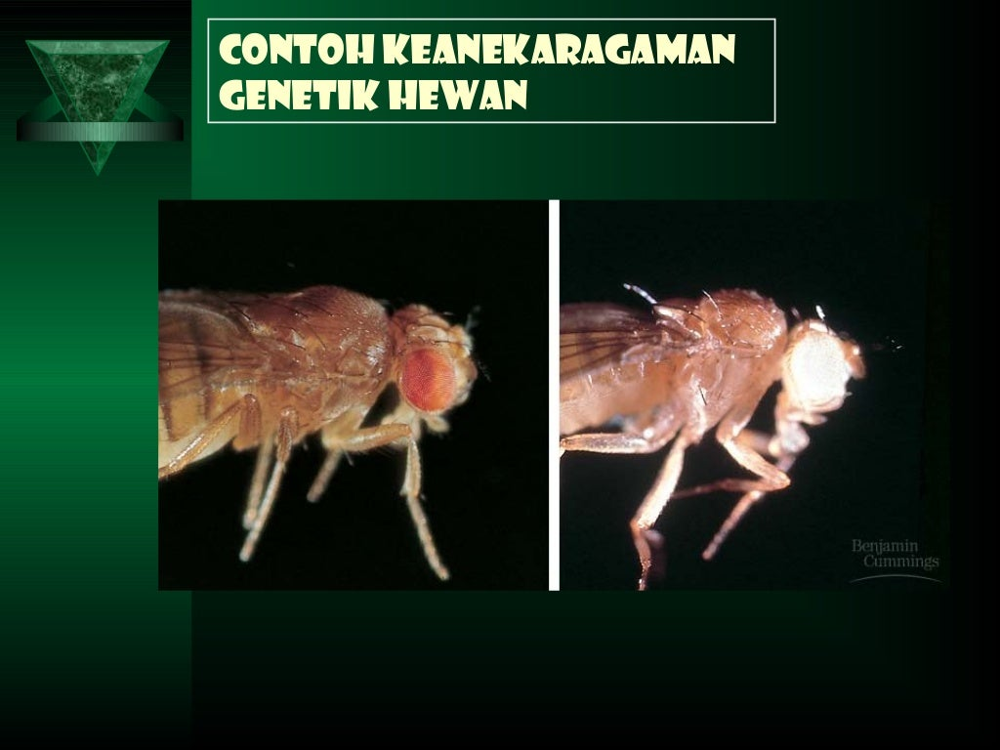 CONTOH KEANEKARAGAMAN
GENETIK HEWAN
Benjamin
Cummings